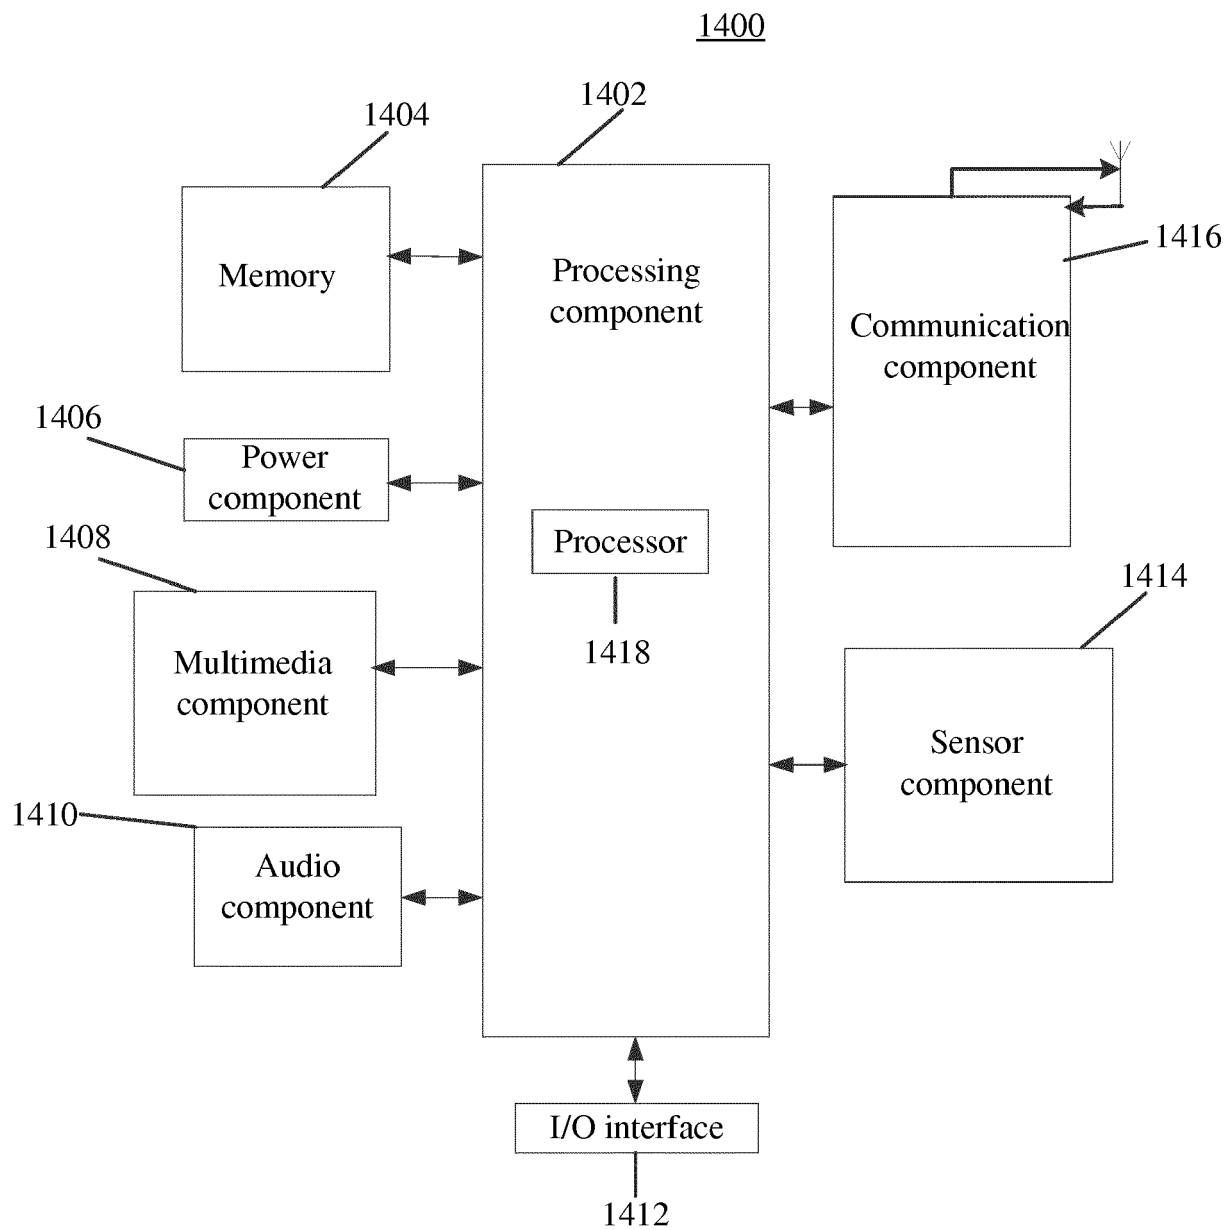 1400
1402
1404
Memory
Processing
component
1416
Communication
component
1406
Power
component
1408
Processor
1418
1414
Multimedia
component
Sensor
component
1410
Audio
component
I/O interface
1412